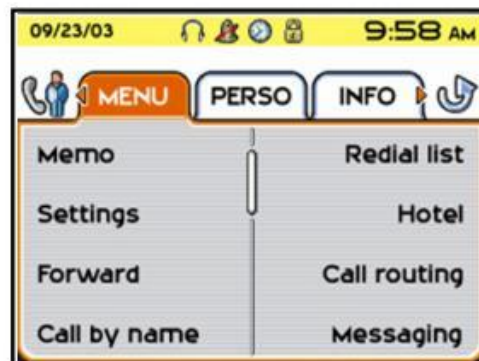 09/23/03 9:58 AM
MENU PERSO INFO
Memo Redial list
Settings Hotel
Forward Call routing
Call by name Messaging